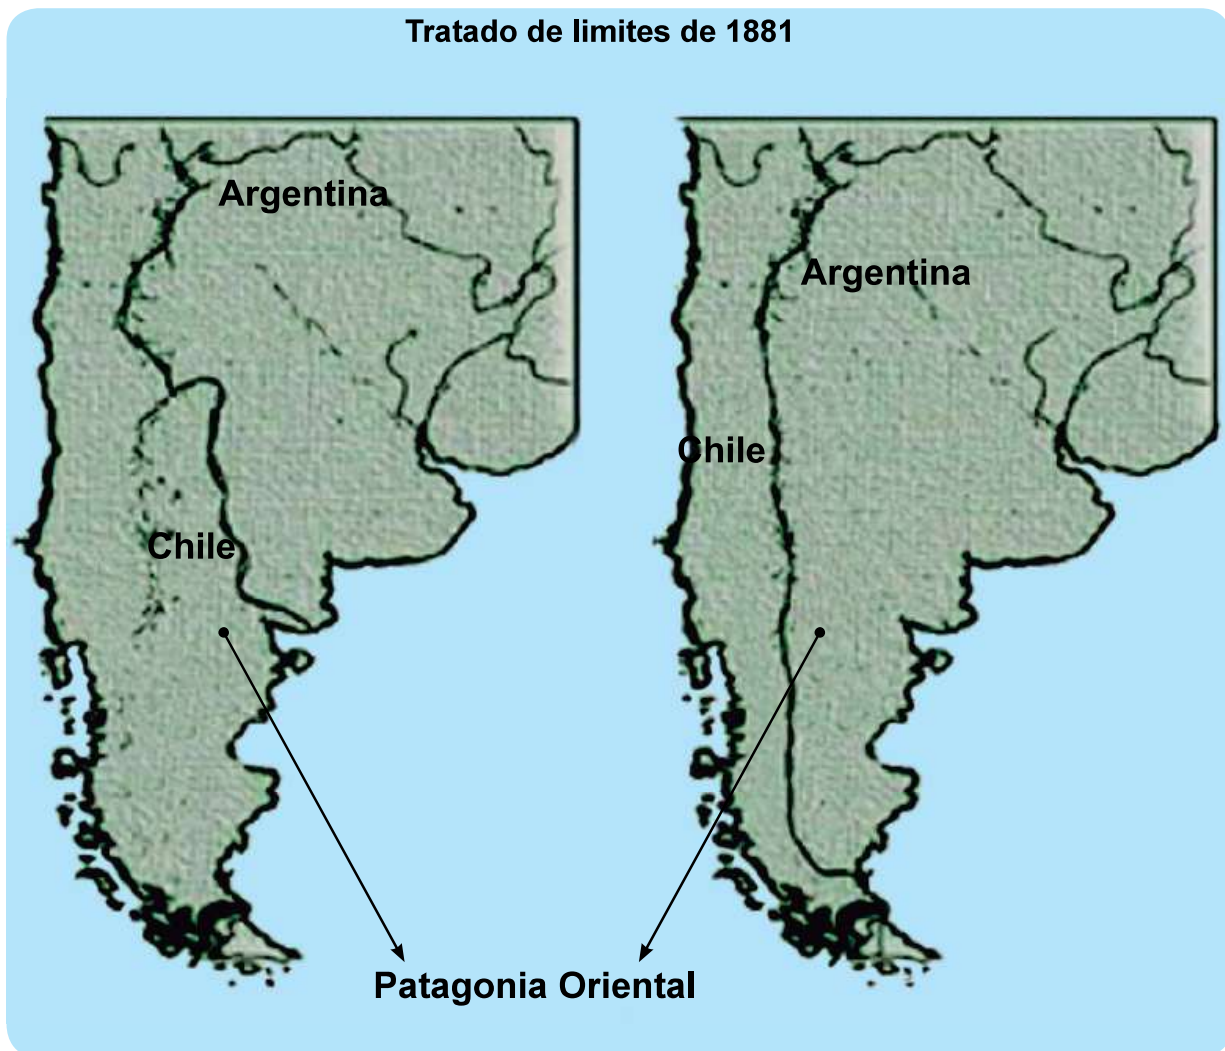 Tratado de limites de 1881
Argentina
Argentina
Chile
Chile
Patagonia Oriental